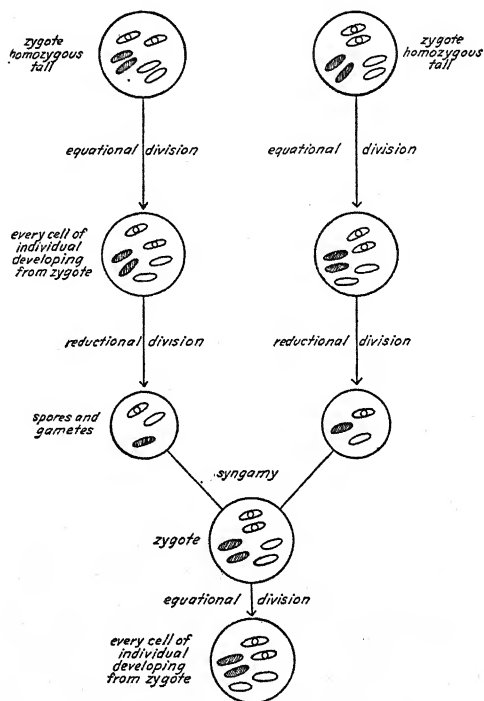 zygote
homozygous
tall
zygote
homozygous
tall
equational division
equational division
every cell of
individual
developing
from zygote
reductional division
reductional division
spores and
gametes
syngamy
zygote
equational division
every cell of
individual
developing
from zygote